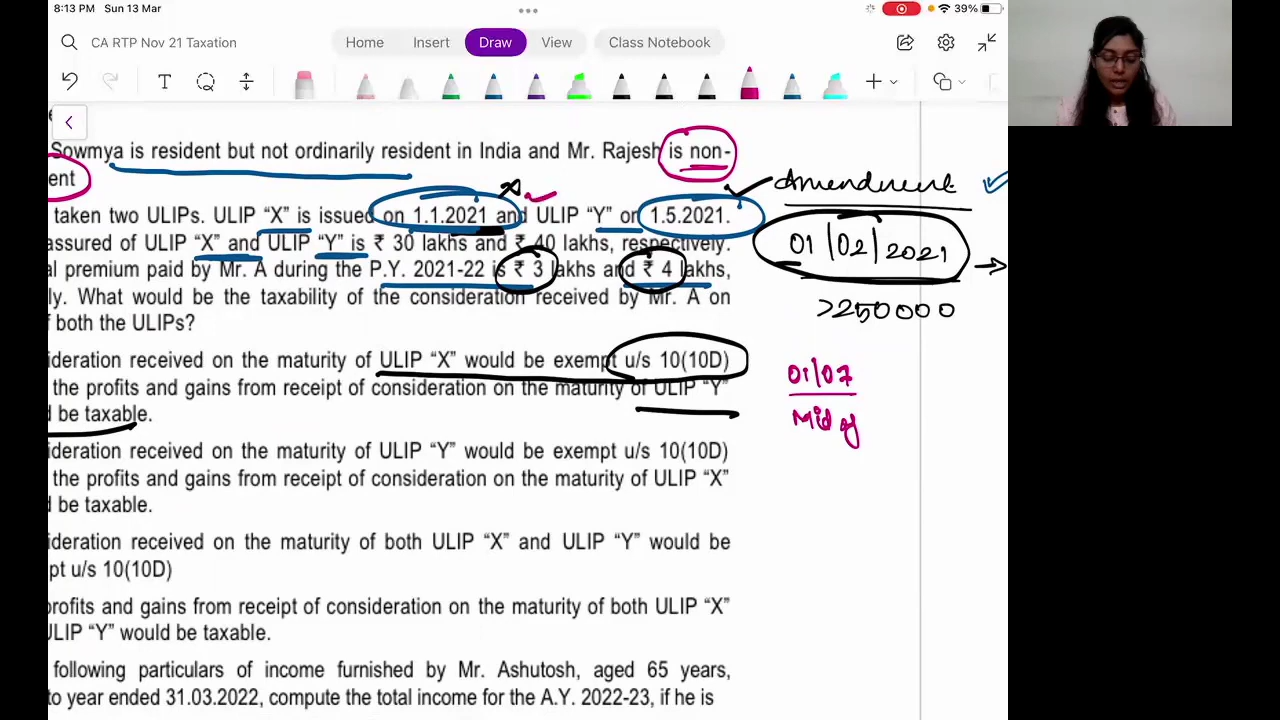 8:13 PM Sun 13 Mar
39%
CA RTP Nov 21 Taxation
Home Insert Draw View Class Notebook
Sowmya is resident but not ordinarily resident in India and Mr. Rajesh is non-
ent
taken two ULIPs. ULIP “X” is issued on 1.1.2021 and ULIP “Y” on 1.5.2021.
assured of ULIP “X” and ULIP “Y” is ₹ 30 lakhs and ₹ 40 lakhs, respectively.
al premium paid by Mr. A during the P.Y. 2021-22 is ₹ 3 lakhs and ₹ 4 lakhs,
ly. What would be the taxability of the consideration received by Mr. A on
f both the ULIPs?
Amendment
01/02/2021
>250000
ideration received on the maturity of ULIP “X” would be exempt u/s 10(10D)
the profits and gains from receipt of consideration on the maturity of ULIP “Y”
d be taxable.
01/07
Mid of
ideration received on the maturity of ULIP “Y” would be exempt u/s 10(10D)
the profits and gains from receipt of consideration on the maturity of ULIP “X”
d be taxable.
ideration received on the maturity of both ULIP “X” and ULIP “Y” would be
pt u/s 10(10D)
profits and gains from receipt of consideration on the maturity of both ULIP “X”
ULIP “Y” would be taxable.
following particulars of income furnished by Mr. Ashutosh, aged 65 years,
to year ended 31.03.2022, compute the total income for the A.Y. 2022-23, if he is